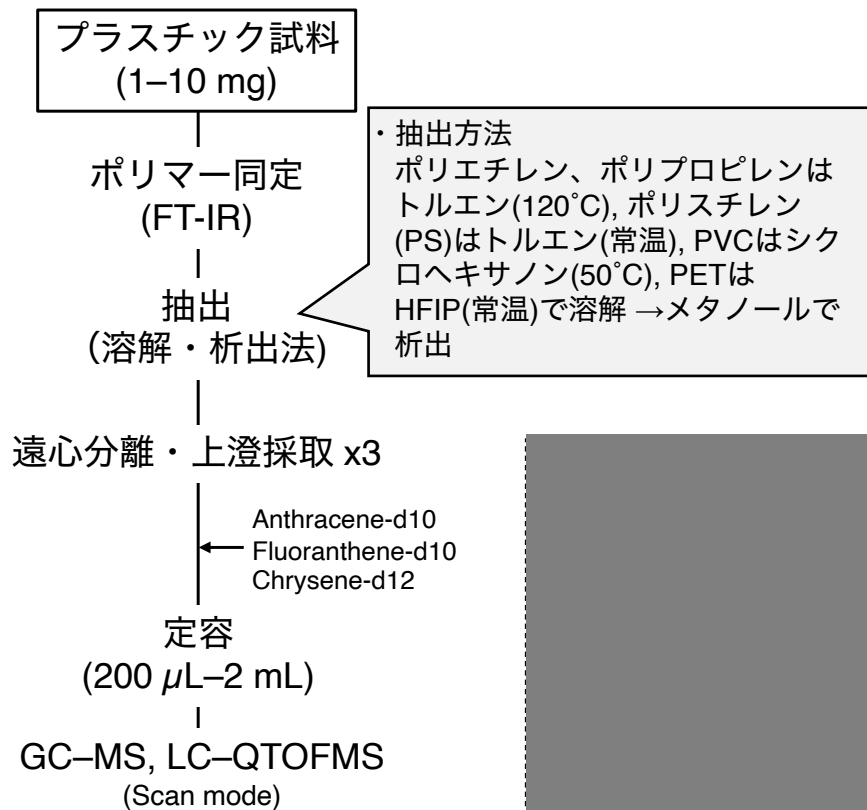 プラスチック試料
(1–10 mg)
ポリマー同定
(FT-IR)
抽出
（溶解・析出法)
・抽出方法
ポリエチレン、ポリプロピレンは
トルエン(120˚C), ポリスチレン
(PS)はトルエン(常温), PVCはシク
ロヘキサノン(50˚C), PETは
HFIP(常温)で溶解 →メタノールで
析出
遠心分離・上澄採取 x3
Anthracene-d10
Fluoranthene-d10
Chrysene-d12
定容
(200 µL–2 mL)
GC–MS, LC–QTOFMS
(Scan mode)